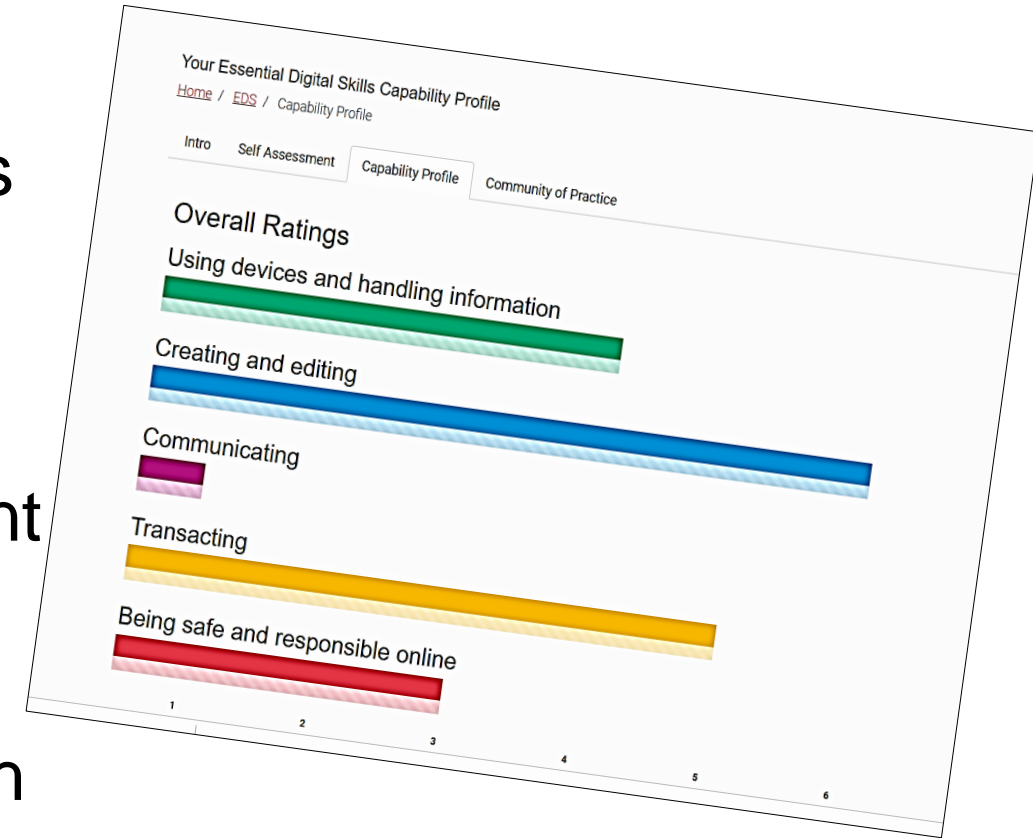 Your Essential Digital Skills Capability Profile
Home / EDS / Capability Profile
Intro Self Assessment Capability Profile Community of Practice
Overall Ratings
Using devices and handling information
Creating and editing
Communicating
Transacting
Being safe and responsible online
1 2 3 4 5 6